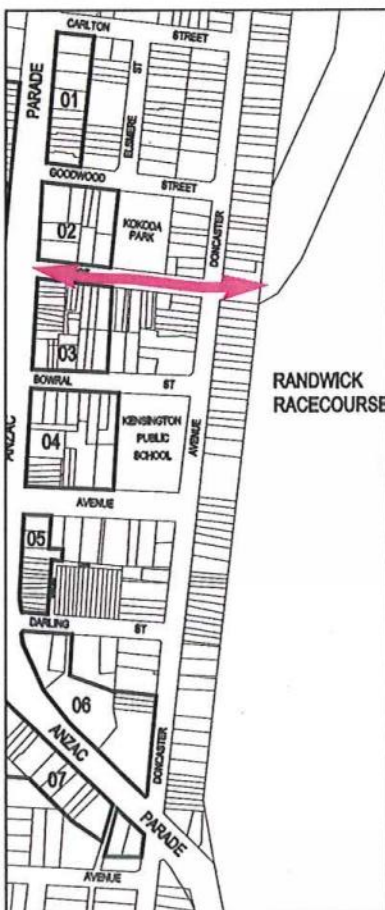 CARLTON
STREET
PARADE
01
ELSMERE
ST
GOODWOOD
STREET
02
KOKODA
PARK
DONCASTER
03
BOWRAL
ST
RANDWICK
RACECOURSE
ANZAC
04
KENSINGTON
PUBLIC
SCHOOL
AVENUE
AVENUE
05
DARLING
ST
06
ANZAC
PARADE
07
DONCASTER
AVENUE